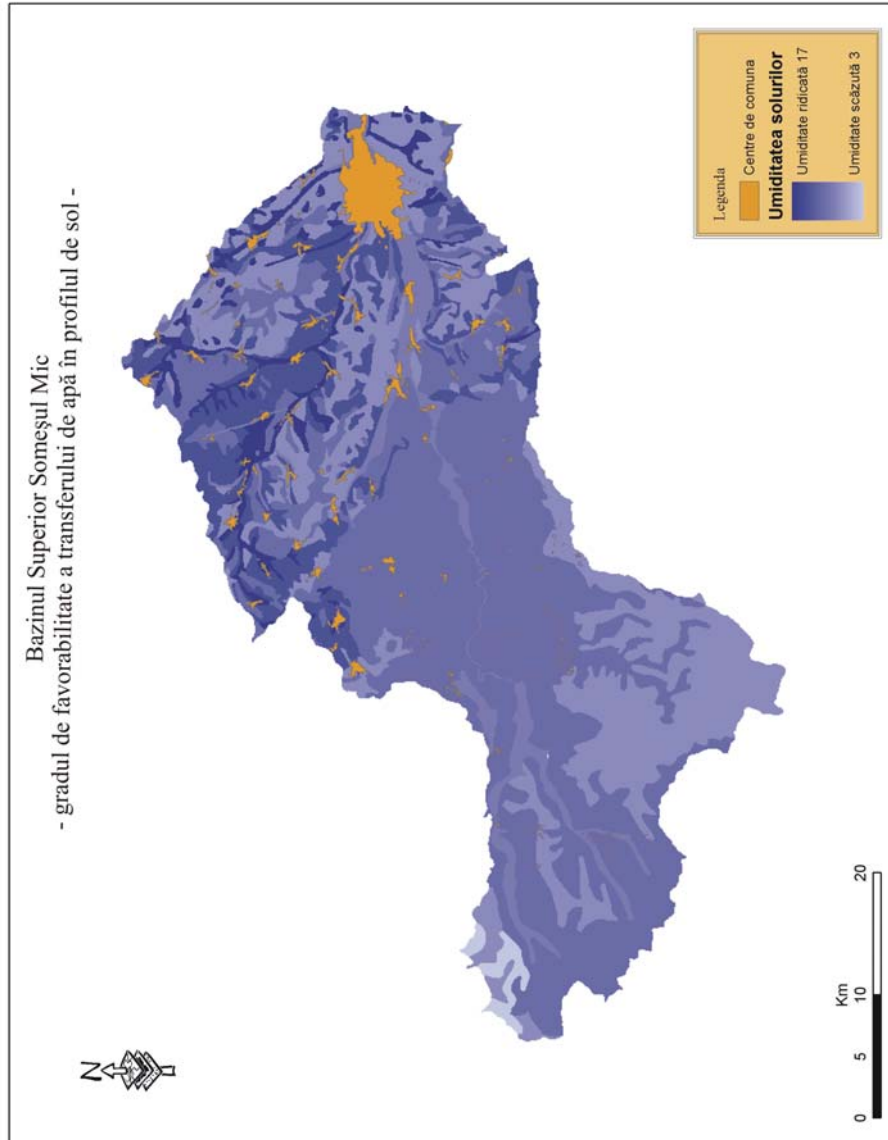 Bazinul Superior Someșul Mic
- gradul de favorabilitate a transferului de apă în profilul de sol -
N
Legenda
Centre de comuna
Umiditatea solurilor
Umiditate ridicată 17
Umiditate scăzută 3
Km
0 5 10 20